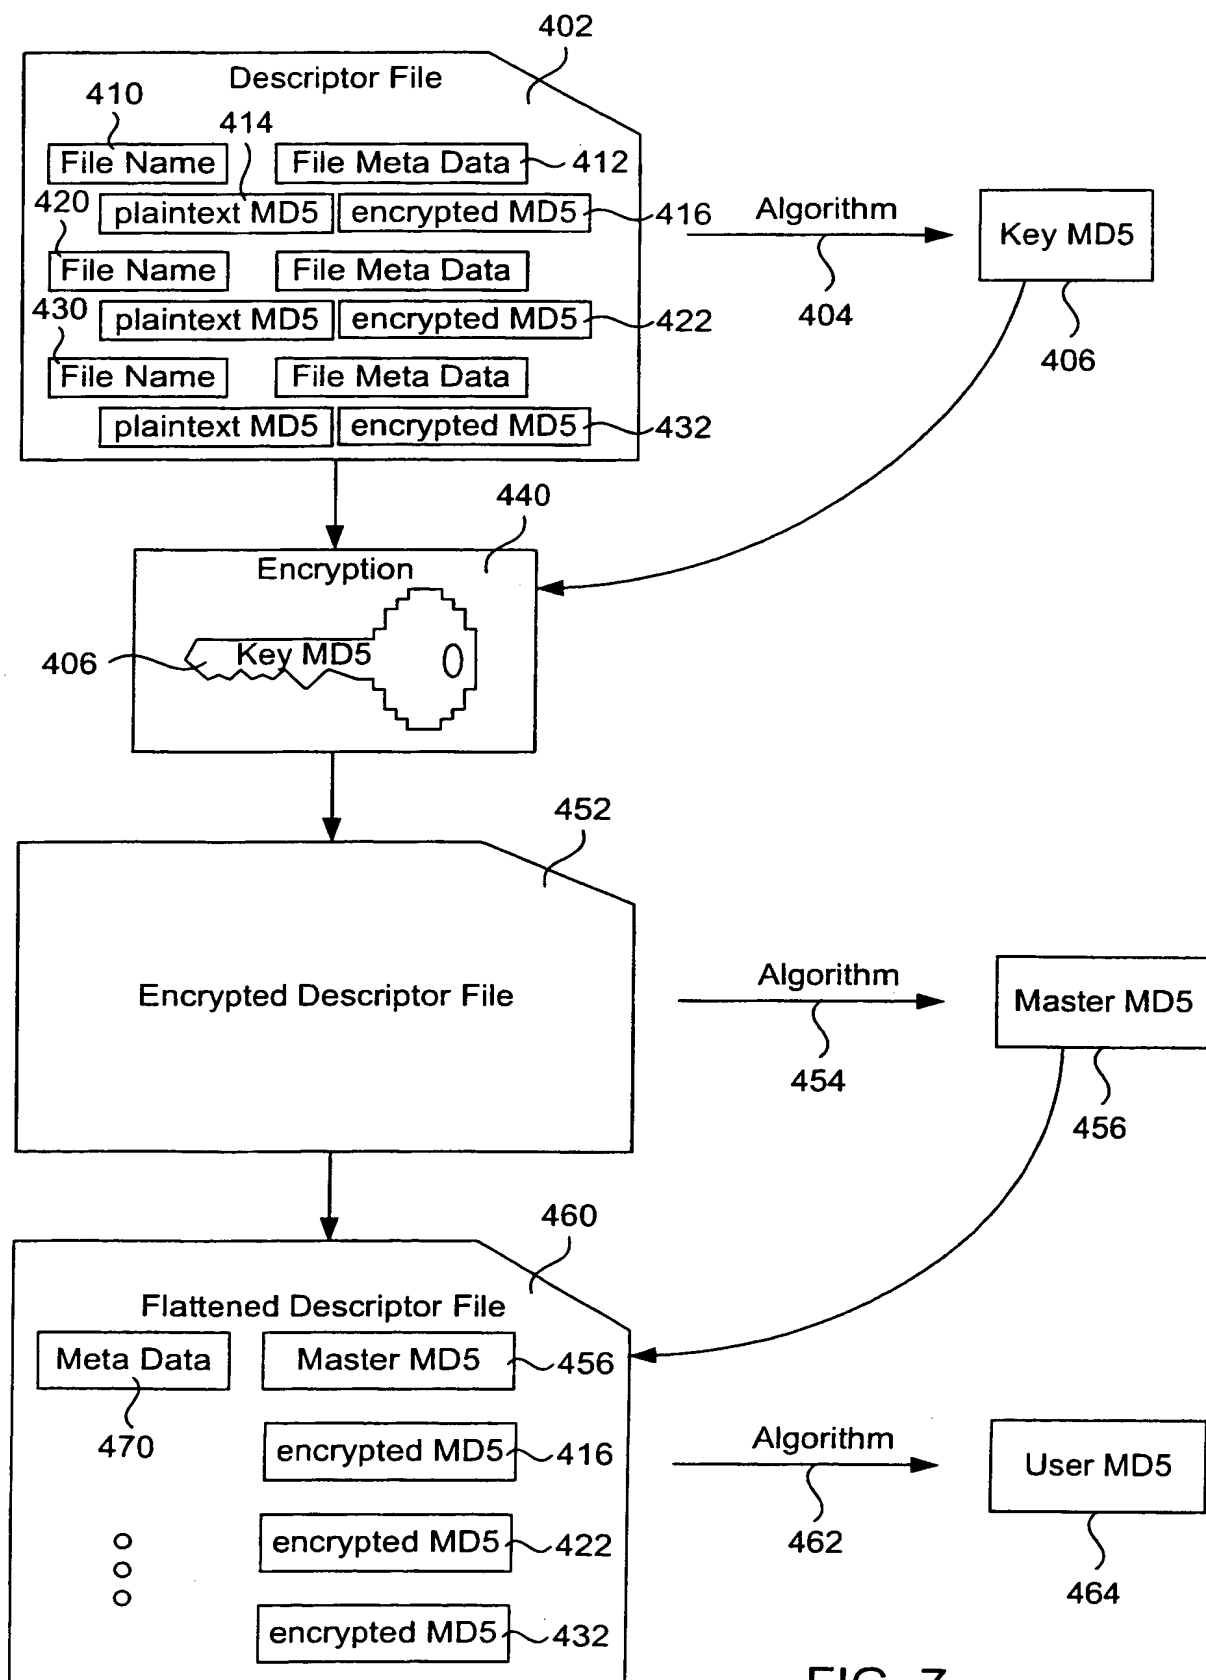 402
Descriptor File
410
414
File Name
File Meta Data
412
420
plaintext MD5
encrypted MD5
416
Algorithm
Key MD5
File Name
File Meta Data
430
plaintext MD5
encrypted MD5
422
404
406
File Name
File Meta Data
plaintext MD5
encrypted MD5
432
440
Encryption
406
Key MD5
452
Encrypted Descriptor File
Algorithm
Master MD5
454
456
460
Flattened Descriptor File
Meta Data
Master MD5
456
470
encrypted MD5
416
Algorithm
User MD5
encrypted MD5
422
462
464
encrypted MD5
432